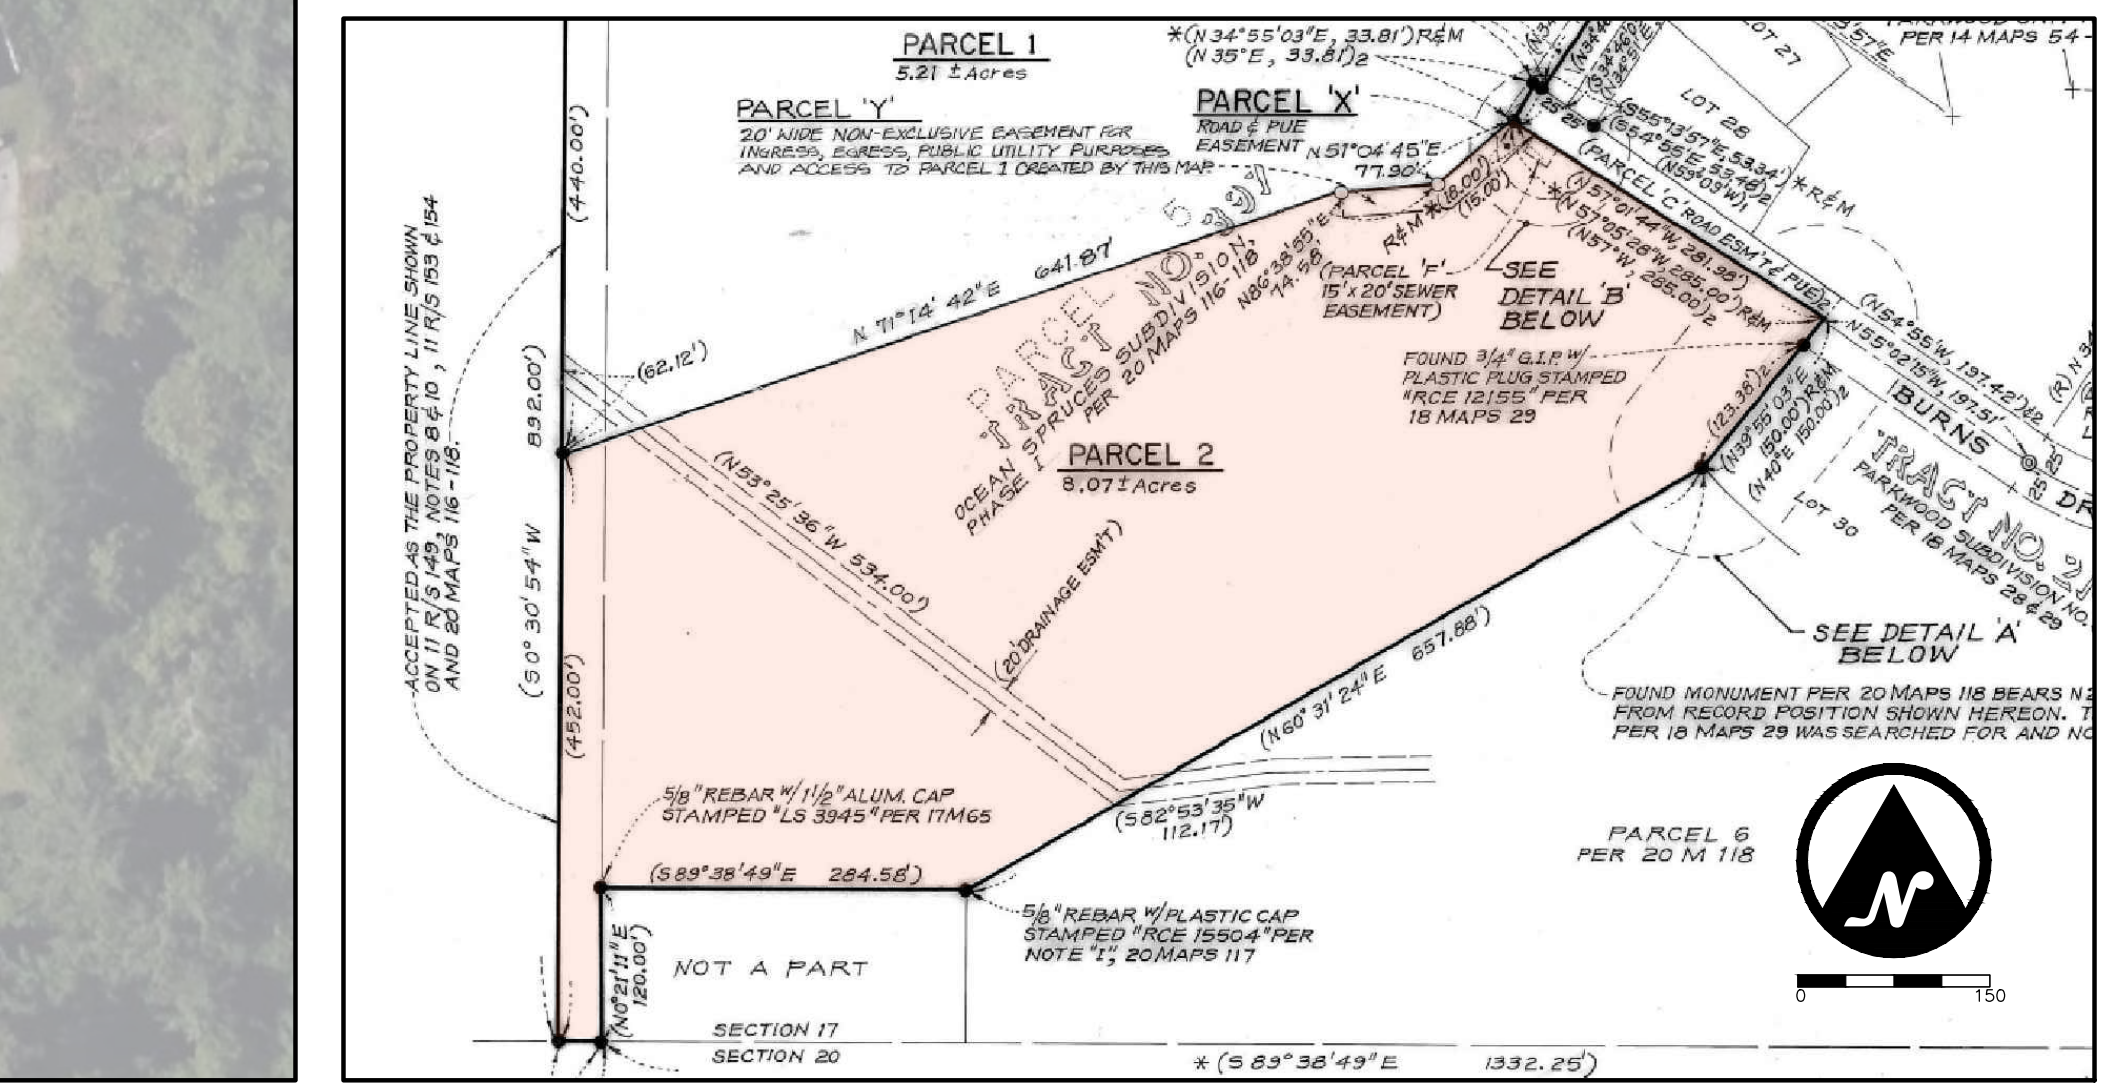 PARCEL 1
5.21 ± Acres
PARCEL 'Y'
20' WIDE NON-EXCLUSIVE EASEMENT FOR
INGRESS, EGRESS, PUBLIC UTILITY PURPOSES
AND ACCESS TO PARCEL 1 CREATED BY THIS MAP
*(N 34°55'03"E, 33.81')R&M
(N 35°E, 33.81')2
PARCEL 'X'
ROAD & PUE
EASEMENT
N 51°04'45"E
77.90'
LOT 27
PER 14 MAPS 54-
LOT 28
25'
25'
(S55°13'57"E, 53.34')
*R&M
(S54°55'E, 53.48')2
(N59°09'W)1
(PARCEL 'C' ROAD ESM'T & PUE)2
(N57°01'44"W, 281.98')
*(N57°05'28"W, 285.00')R&M
(N57°W, 285.00')2
R&M*(18.00')
(15.00')
(440.00')
ACCEPTED AS THE PROPERTY LINE SHOWN
ON 11 R/S 149, NOTES 8 & 10, 11 R/S 153 & 154
AND 20 MAPS 116-118.
892.00')
(S0°30'54"W
(452.00')
(62.12')
N 71°14'42"E 641.87'
N86°38'55"E
74.58'
(PARCEL 'F'
15'x20' SEWER
EASEMENT)
SEE
DETAIL 'B'
BELOW
FOUND 3/4" G.I.P. W/
PLASTIC PLUG STAMPED
"RCE 12155" PER
18 MAPS 29
PARCEL 5
TRACT NO.
OCEAN SPRUCES SUBDIVISION,
PHASE I
PER 20 MAPS 116-118
PARCEL 2
8.07± Acres
(N53°25'36"W 534.00')
(20' DRAINAGE ESM'T)
(123.38')2
(N39°55'03"E
150.00')R&M
(N40°E 150.00')2
(N54°55'W, 197.42')&2
N55°02'15"W, 197.51'
BURNS
DR
25'
25'
LOT 30
TRACT NO. 21
PARKWOOD SUBDIVISION NO.
PER 18 MAPS 28 & 29
(N60°31'24"E 657.88')
SEE DETAIL 'A'
BELOW
FOUND MONUMENT PER 20 MAPS 118 BEARS N
FROM RECORD POSITION SHOWN HEREON.
PER 18 MAPS 29 WAS SEARCHED FOR AND NO
5/8" REBAR W/ 1 1/2" ALUM. CAP
STAMPED "LS 3945" PER 17M65
(S82°53'35"W
112.17')
PARCEL 6
PER 20 M 118
(S89°38'49"E 284.58')
5/8" REBAR W/PLASTIC CAP
STAMPED "RCE 15504" PER
NOTE "I", 20 MAPS 117
(N0°21'11"E
120.00')
NOT A PART
SECTION 17
SECTION 20
*(S 89°38'49"E 1332.25')
N
0 150